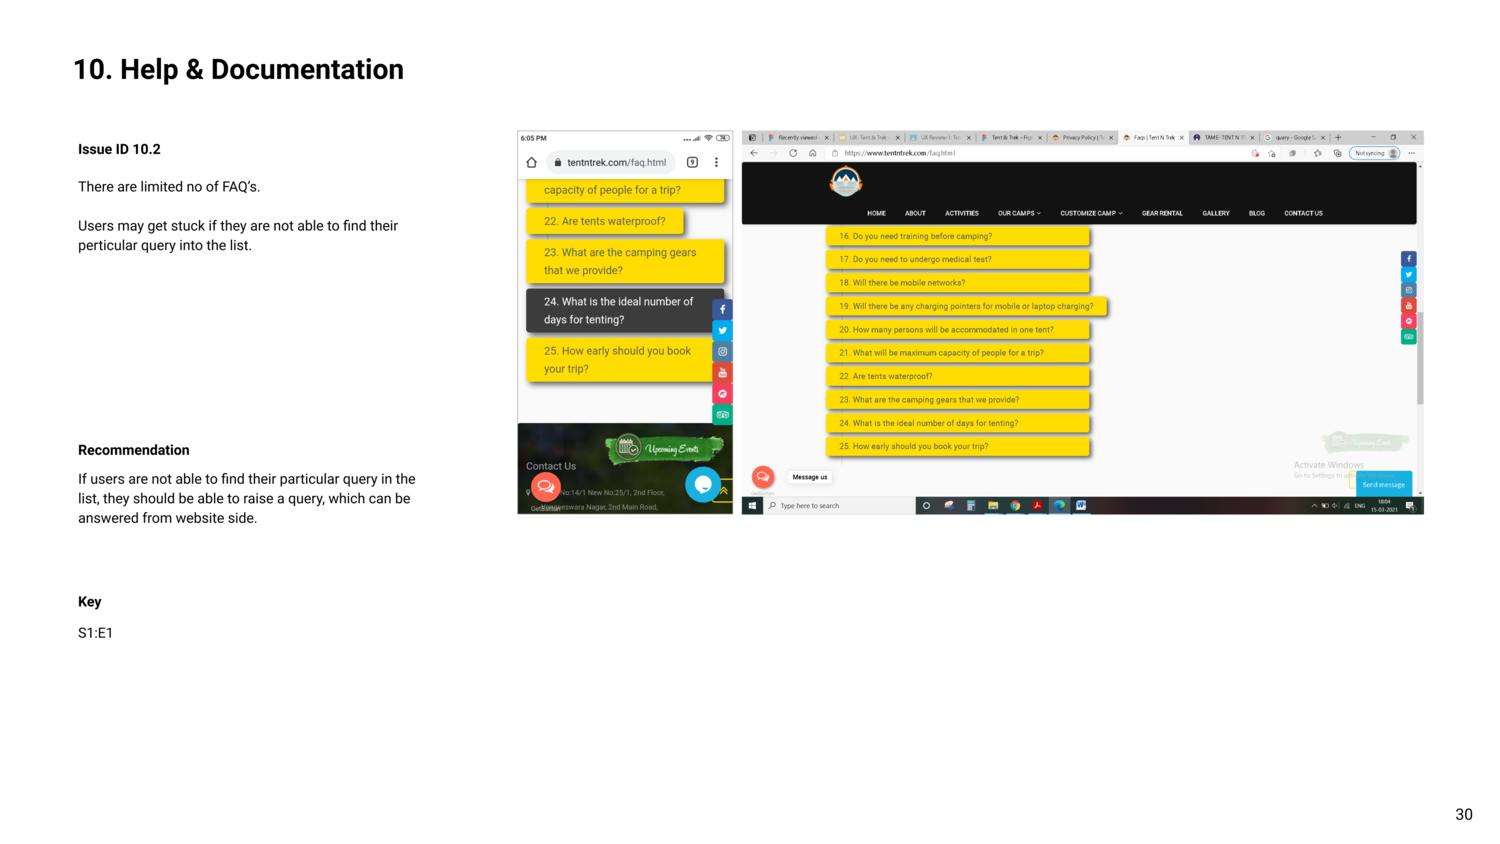 10. Help & Documentation
Issue ID 10.2
There are limited no of FAQ's.
Users may get stuck if they are not able to find their
perticular query into the list.
Recommendation
If users are not able to find their particular query in the
list, they should be able to raise a query, which can be
answered from website side.
Key
S1:E1
6:05 PM
tentntrek.com/faq.html
9
capacity of people for a trip?
22. Are tents waterproof?
23. What are the camping gears
that we provide?
24. What is the ideal number of
days for tenting?
25. How early should you book
your trip?
Upcoming Events
Contact Us
No:14/1 New No:25/1, 2nd Floor,
Nagar, 2nd Main Road,
Recently viewed
UX- Tent & Trek
UX Review-1: Ten
Tent & Trek – Fig
Privacy Policy | T
Faqs | Tent N Trek
TAME- TENT N
query - Google S
https://www.tentntrek.com/faq.html
Not syncing
HOME ABOUT ACTIVITIES OUR CAMPS CUSTOMIZE CAMP GEAR RENTAL GALLERY BLOG CONTACT US
16. Do you need training before camping?
17. Do you need to undergo medical test?
18. Will there be mobile networks?
19. Will there be any charging pointers for mobile or laptop charging?
20. How many persons will be accommodated in one tent?
21. What will be maximum capacity of people for a trip?
22. Are tents waterproof?
23. What are the camping gears that we provide?
24. What is the ideal number of days for tenting?
25. How early should you book your trip?
Upcoming Events
Activate Windows
Go to Settings to
Message us
Send message
Type here to search
ENG
18:04
15-03-2021
30